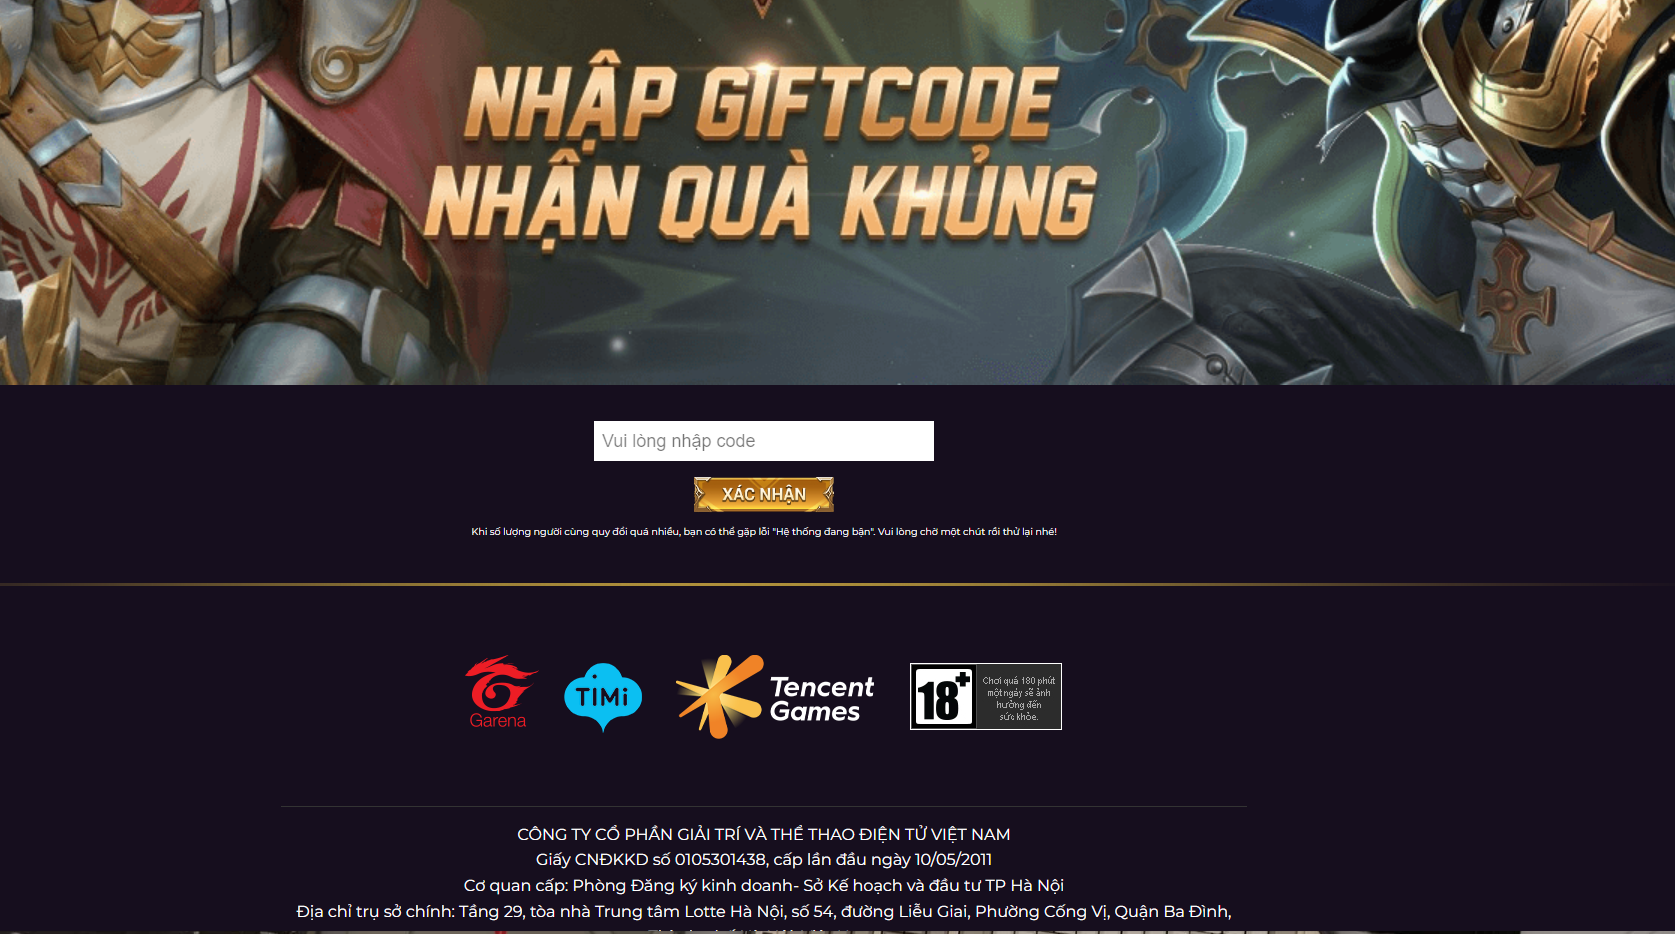 NHẬP GIFTCODE
NHẬN QUÀ KHỦNG
Vui lòng nhập code
XÁC NHẬN
Khi số lượng người cùng quy đổi quá nhiều, bạn có thể gặp lỗi "Hệ thống đang bận". Vui lòng chờ một chút rồi thử lại nhé!
Garena
TiMi
Tencent
Games
18+
Chơi quá 180 phút
một ngày sẽ ảnh
hưởng đến
sức khỏe.
CÔNG TY CỔ PHẦN GIẢI TRÍ VÀ THỂ THAO ĐIỆN TỬ VIỆT NAM
Giấy CNĐKKD số 0105301438, cấp lần đầu ngày 10/05/2011
Cơ quan cấp: Phòng Đăng ký kinh doanh- Sở Kế hoạch và đầu tư TP Hà Nội
Địa chỉ trụ sở chính: Tầng 29, tòa nhà Trung tâm Lotte Hà Nội, số 54, đường Liễu Giai, Phường Cống Vị, Quận Ba Đình,